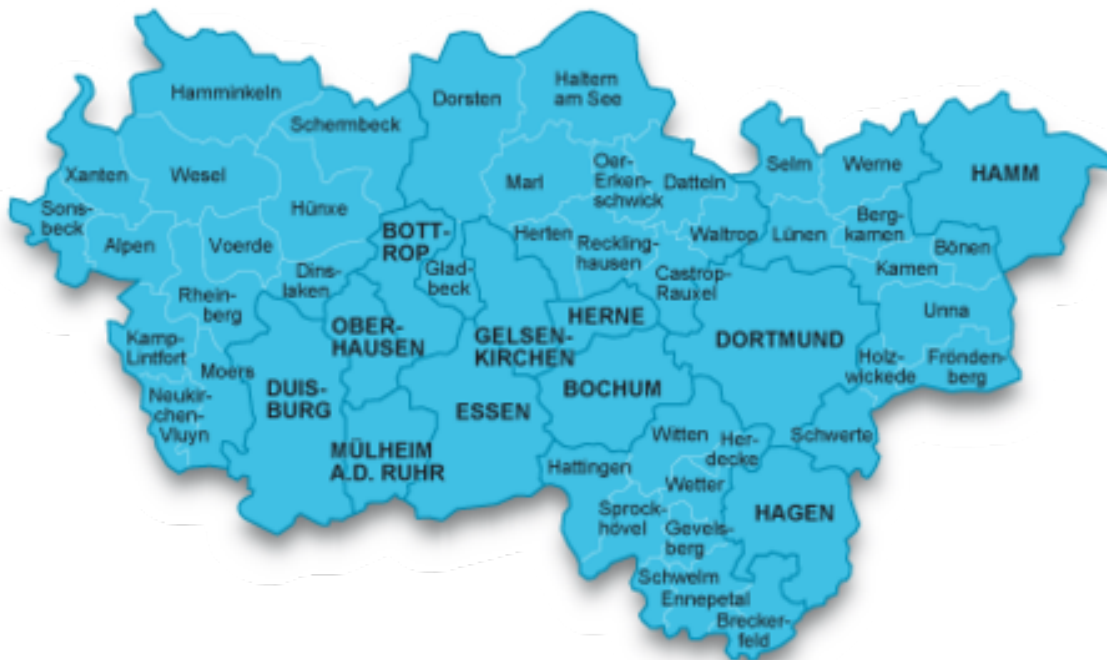 Hamminkeln
Schermbeck
Dorsten
Haltern
am See
Xanten
Wesel
Marl
Oer-
Erken-
schwick
Datteln
Selm
Werne
HAMM
Sons-
beck
Alpen
Voerde
Hünxe
BOTT-
ROP
Herten
Reckling-
hausen
Waltrop
Lünen
Berg-
kamen
Bönen
Dins-
laken
Glad-
beck
Castrop-
Rauxel
Kamen
Rhein-
berg
Unna
Kamp-
Lintfort
OBER-
HAUSEN
GELSEN-
KIRCHEN
HERNE
DORTMUND
Holz-
wickede
Frönden-
berg
Moers
DUIS-
BURG
ESSEN
BOCHUM
Neukir-
chen-
Vluyn
MÜLHEIM
A.D. RUHR
Witten
Her-
decke
Schwerte
Hattingen
Wetter
Sprock-
hövel
Gevels-
berg
HAGEN
Schwelm
Ennepetal
Brecker-
feld